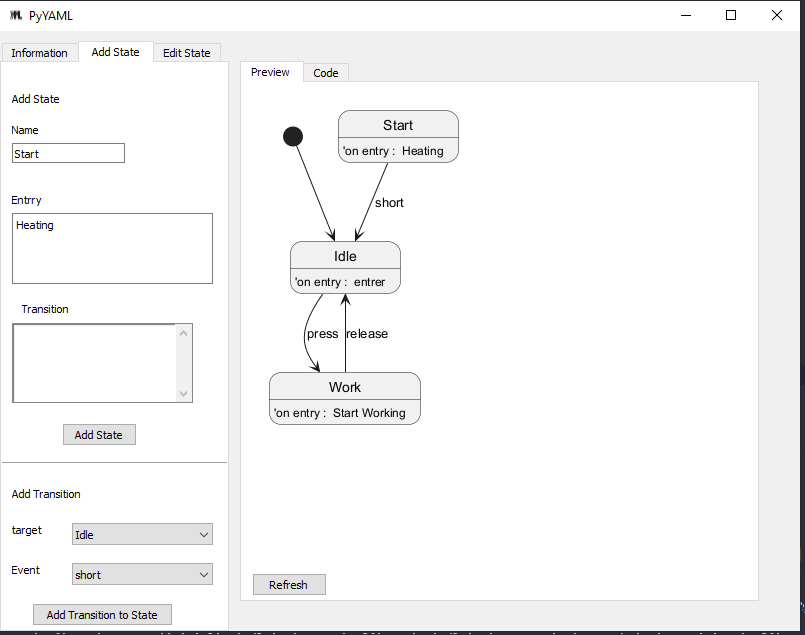 PyYAML
Information
Add State
Edit State
Add State
Name
Start
Entrry
Heating
Transition
Add State
Add Transition
target
Idle
Event
short
Add Transition to State
Preview
Code
Start
'on entry : Heating
short
Idle
'on entry : entrer
press
release
Work
'on entry : Start Working
Refresh